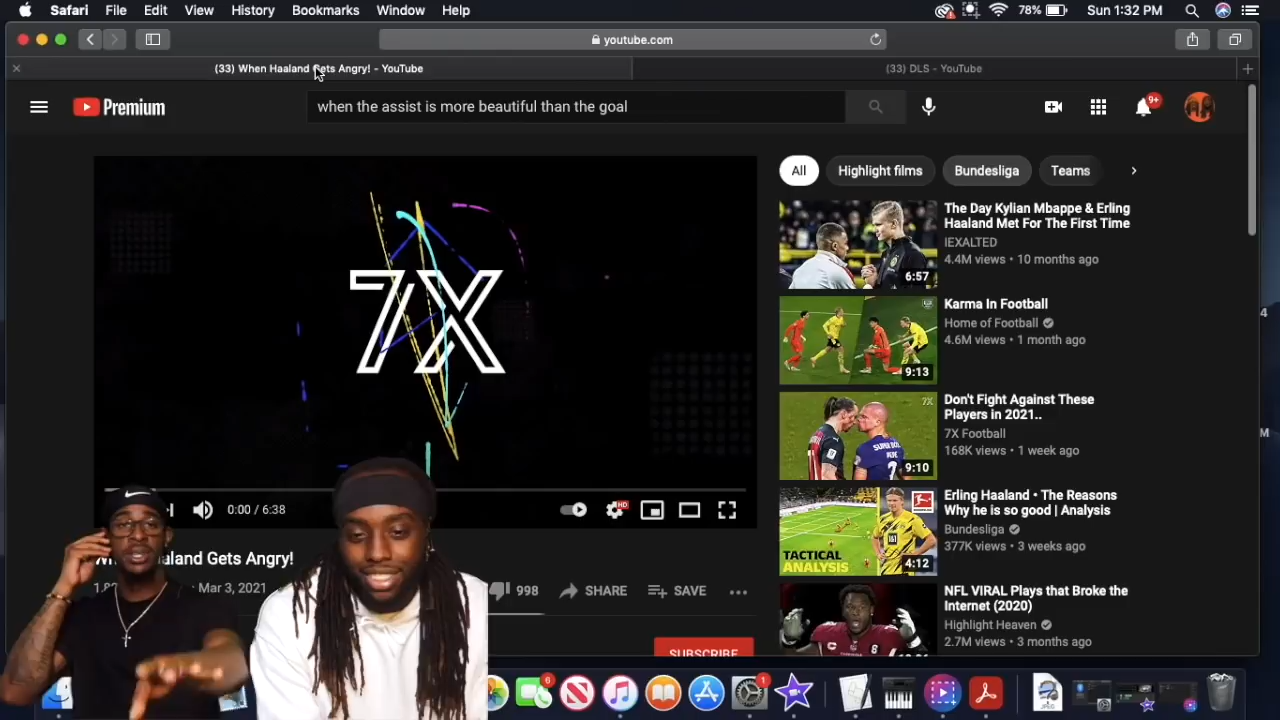 Safari File Edit View History Bookmarks Window Help 78% Sun 1:32 PM
youtube.com
(33) When Haaland Gets Angry! - YouTube
(33) DLS - YouTube
Premium
when the assist is more beautiful than the goal
9+
All Highlight films Bundesliga Teams
7X
0:00 / 6:38
HD
Haaland Gets Angry!
Mar 3, 2021
998 SHARE SAVE
SUBSCRIBE
The Day Kylian Mbappe & Erling
Haaland Met For The First Time
IEXALTED
4.4M views • 10 months ago
6:57
Karma In Football
Home of Football
4.6M views • 1 month ago
9:13
Don't Fight Against These
Players in 2021..
7X Football
168K views • 1 week ago
7X
9:10
Erling Haaland • The Reasons
Why he is so good | Analysis
Bundesliga
377K views • 3 weeks ago
TACTICAL
ANALYSIS
4:12
NFL VIRAL Plays that Broke the
Internet (2020)
Highlight Heaven
2.7M views • 3 months ago
6
1
JPEG